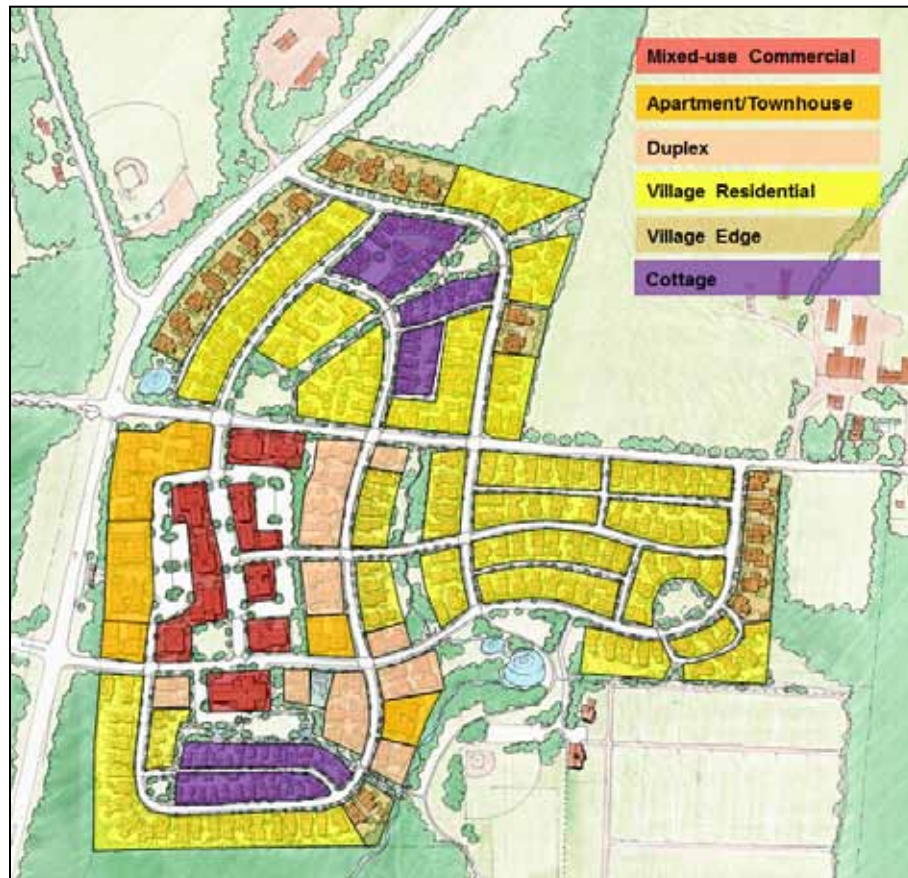 Mixed-use Commercial
Apartment/Townhouse
Duplex
Village Residential
Village Edge
Cottage